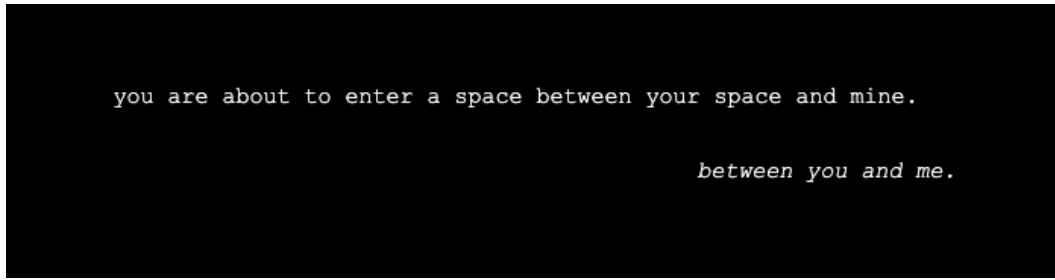 you are about to enter a space between your space and mine.
between you and me.